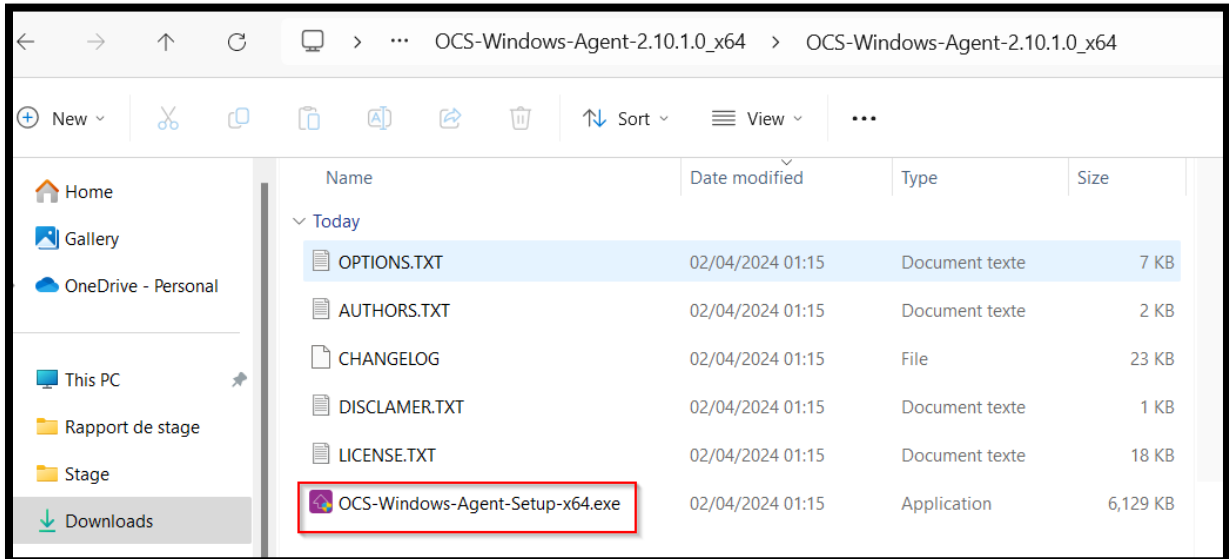 OCS-Windows-Agent-2.10.1.0_x64 > OCS-Windows-Agent-2.10.1.0_x64
New Sort View
Name Date modified Type Size
Today
OPTIONS.TXT 02/04/2024 01:15 Document texte 7 KB
AUTHORS.TXT 02/04/2024 01:15 Document texte 2 KB
CHANGELOG 02/04/2024 01:15 File 23 KB
DISCLAMER.TXT 02/04/2024 01:15 Document texte 1 KB
LICENSE.TXT 02/04/2024 01:15 Document texte 18 KB
OCS-Windows-Agent-Setup-x64.exe 02/04/2024 01:15 Application 6,129 KB
Home
Gallery
OneDrive - Personal
This PC
Rapport de stage
Stage
Downloads